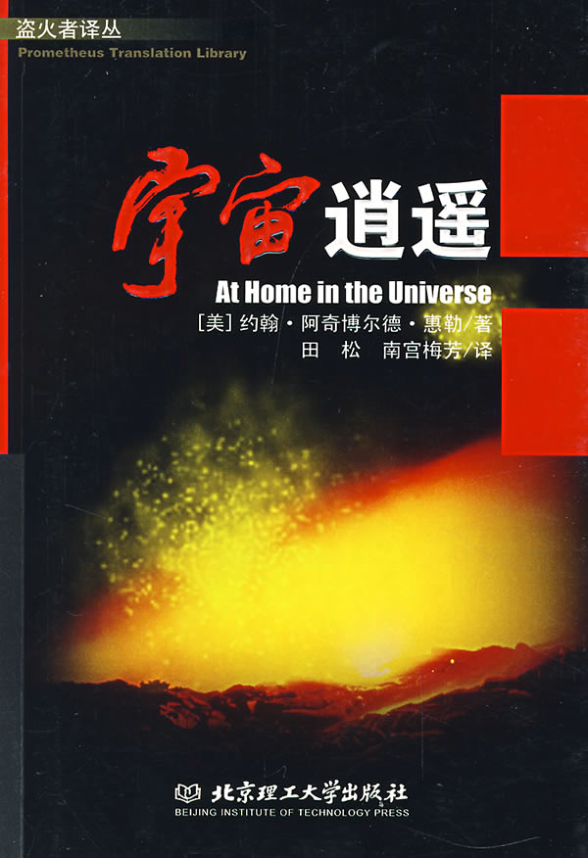 盗火者译丛
Prometheus Translation Library
宇宙逍遥
At Home in the Universe
[美]约翰·阿奇博尔德·惠勒/著
田 松 南宫梅芳/译
北京理工大学出版社
BEIJING INSTITUTE OF TECHNOLOGY PRESS